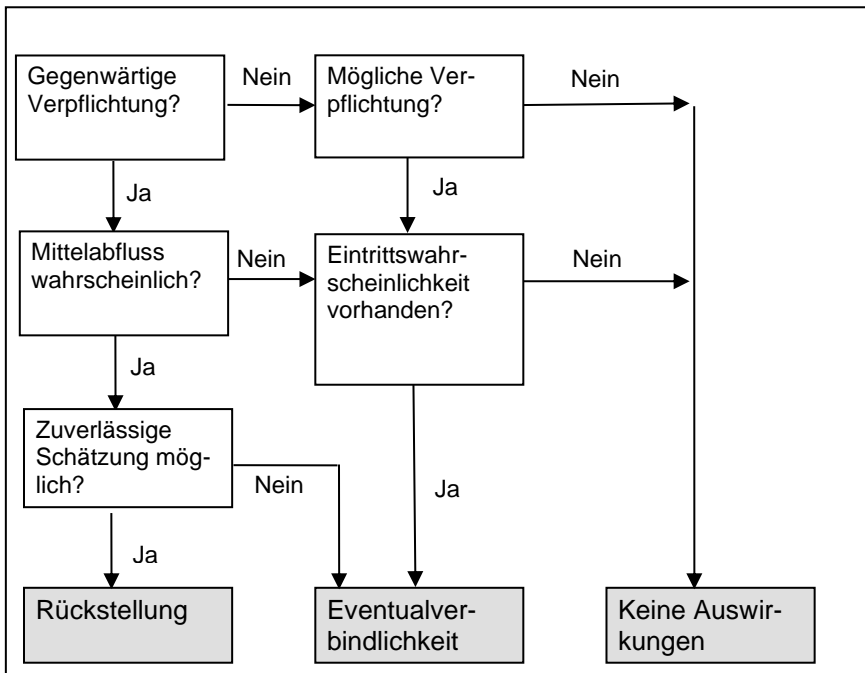 Gegenwärtige
Verpflichtung?
Nein
Mögliche Ver-
pflichtung?
Nein
Ja
Ja
Mittelabfluss
wahrscheinlich?
Nein
Eintrittswahr-
scheinlichkeit
vorhanden?
Nein
Ja
Zuverlässige
Schätzung mög-
lich?
Nein
Ja
Ja
Rückstellung
Eventualver-
bindlichkeit
Keine Auswir-
kungen